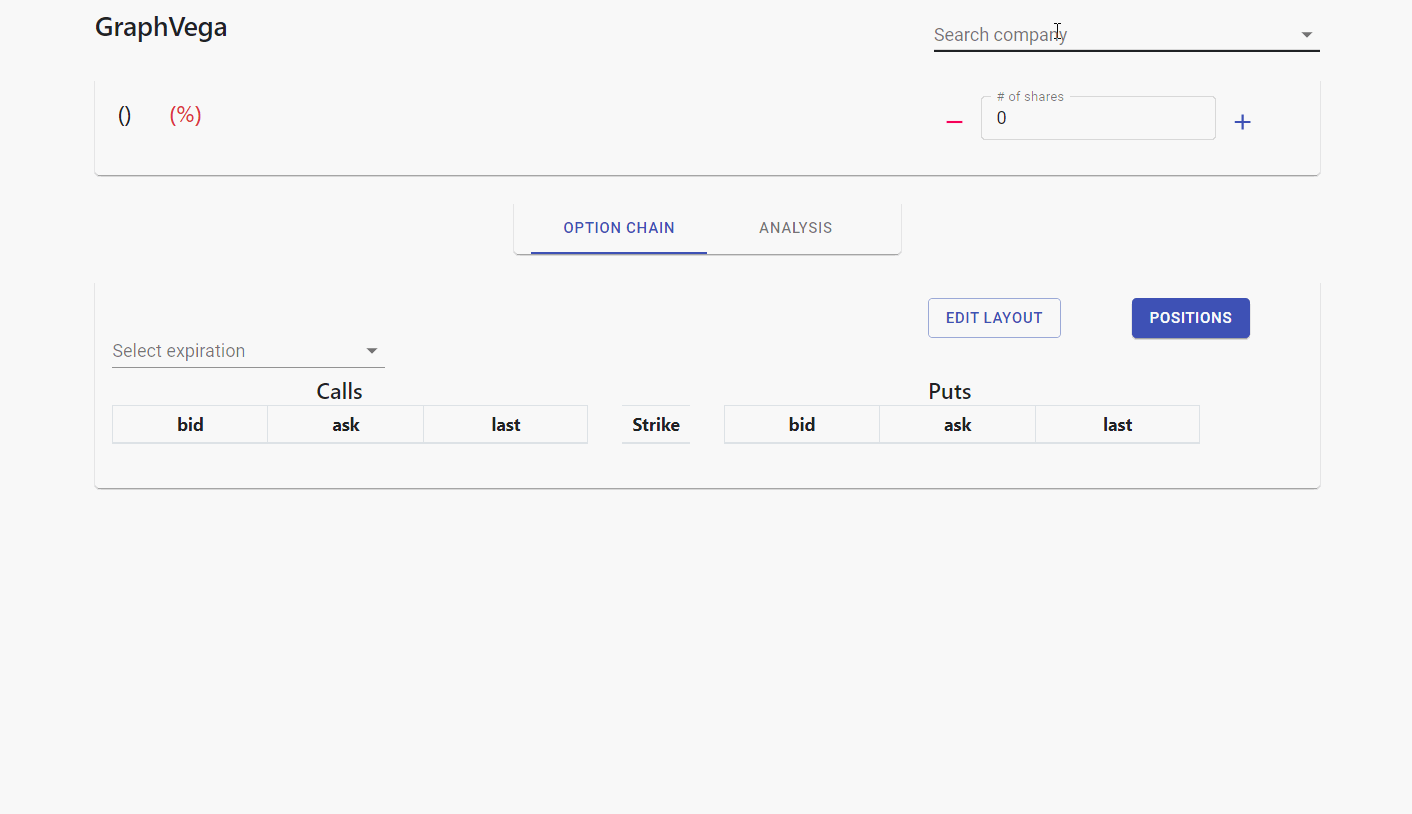 GraphVega
Search company
() (%)
# of shares
0
OPTION CHAIN ANALYSIS
EDIT LAYOUT POSITIONS
Select expiration
Calls Puts
bid ask last Strike bid ask last